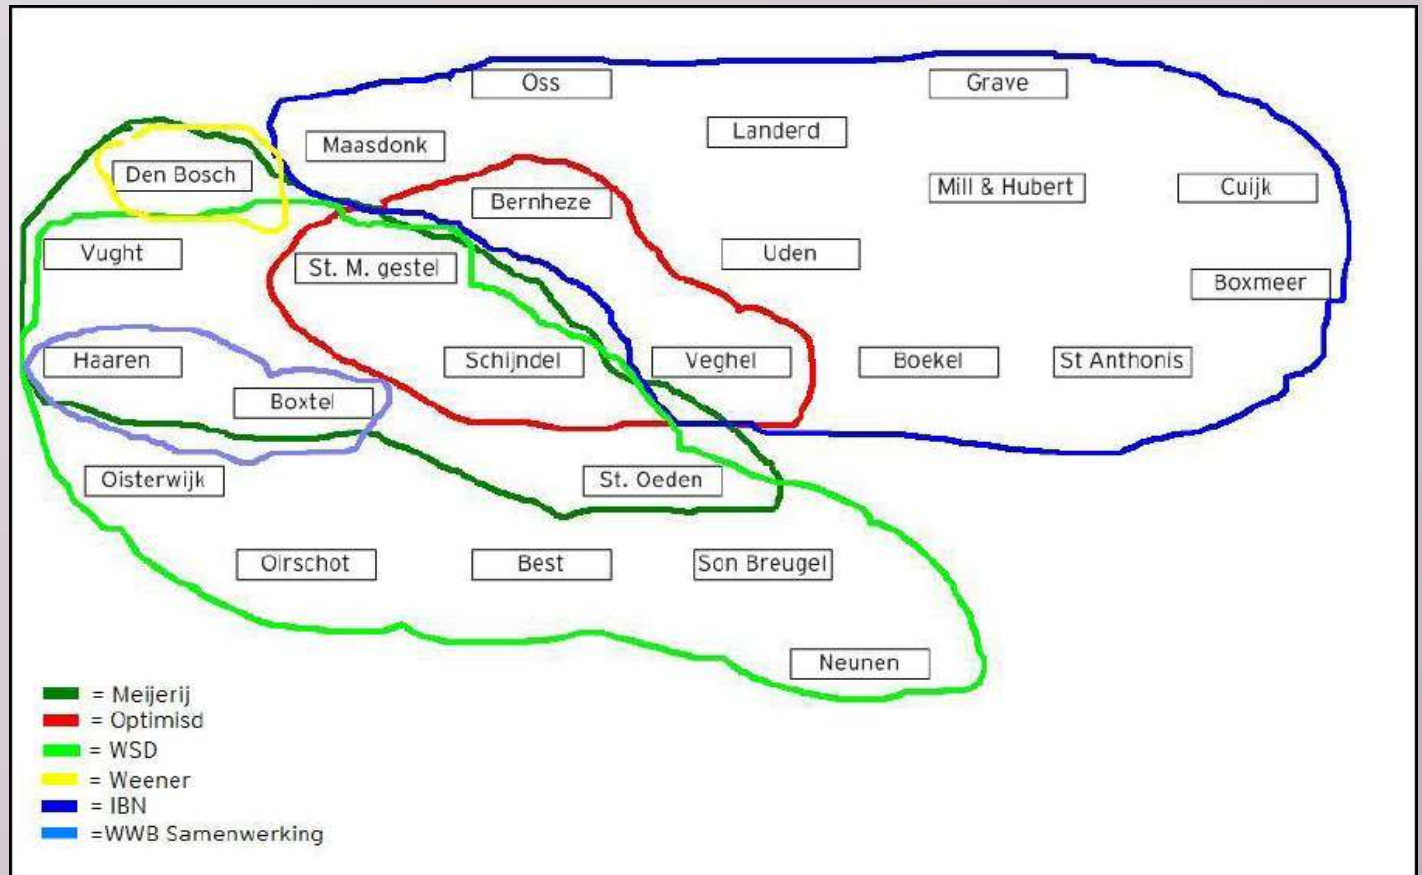 Oss
Grave
Landerd
Maasdonk
Den Bosch
Mill & Hubert
Cuijk
Bernheze
Vught
St. M. gestel
Uden
Boxmeer
Haaren
Schijndel
Veghel
Boekel
St Anthonis
Boxtel
Oisterwijk
St. Oeden
Oirschot
Best
Son Breugel
Neunen
= Meijerij
= Optimisd
= WSD
= Weener
= IBN
=WWB Samenwerking